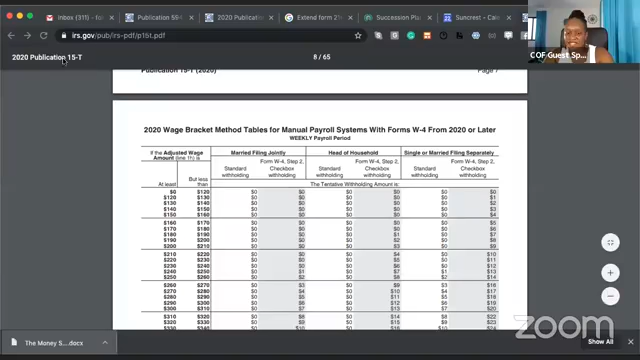 Inbox (311)
Publication 594
2020 Publication
Extend form 21
Succession Plan
Suncrest - Cale
irs.gov/pub/irs-pdf/p15t.pdf
2020 Publication 15-T
8 / 65
COF Guest Sp...
Publication 15-T (2020)
Page 7
2020 Wage Bracket Method Tables for Manual Payroll Systems With Forms W-4 From 2020 or Later
WEEKLY Payroll Period
If the Adjusted Wage Amount (line 1h) is
Married Filing Jointly
Head of Household
Single or Married Filing Separately
At least
But less than
Standard withholding
Form W-4, Step 2, Checkbox withholding
Standard withholding
Form W-4, Step 2, Checkbox withholding
Standard withholding
Form W-4, Step 2, Checkbox withholding
The Tentative Withholding Amount is:
$0 $120 $0 $0 $0 $0 $0 $0
$120 $130 $0 $0 $0 $0 $0 $1
$130 $140 $0 $0 $0 $0 $0 $2
$140 $150 $0 $0 $0 $0 $0 $3
$150 $160 $0 $0 $0 $0 $0 $4
$160 $170 $0 $0 $0 $0 $0 $5
$170 $180 $0 $0 $0 $0 $0 $6
$180 $190 $0 $0 $0 $1 $0 $7
$190 $200 $0 $0 $0 $2 $0 $8
$200 $210 $0 $0 $0 $3 $0 $9
$210 $220 $0 $0 $0 $4 $0 $10
$220 $230 $0 $0 $0 $5 $0 $11
$230 $240 $0 $0 $0 $6 $0 $12
$240 $250 $0 $1 $0 $7 $1 $13
$250 $260 $0 $2 $0 $8 $2 $14
$260 $270 $0 $3 $0 $9 $3 $16
$270 $280 $0 $4 $0 $10 $4 $17
$280 $290 $0 $5 $0 $11 $5 $18
$290 $300 $0 $6 $0 $12 $6 $19
$300 $310 $0 $7 $0 $13 $7 $20
$310 $320 $0 $8 $0 $14 $8 $22
$320 $330 $0 $9 $0 $15 $9 $23
$330 $340 $0 $10 $0 $16 $10 $24
The Money S....docx
Show All
zoom